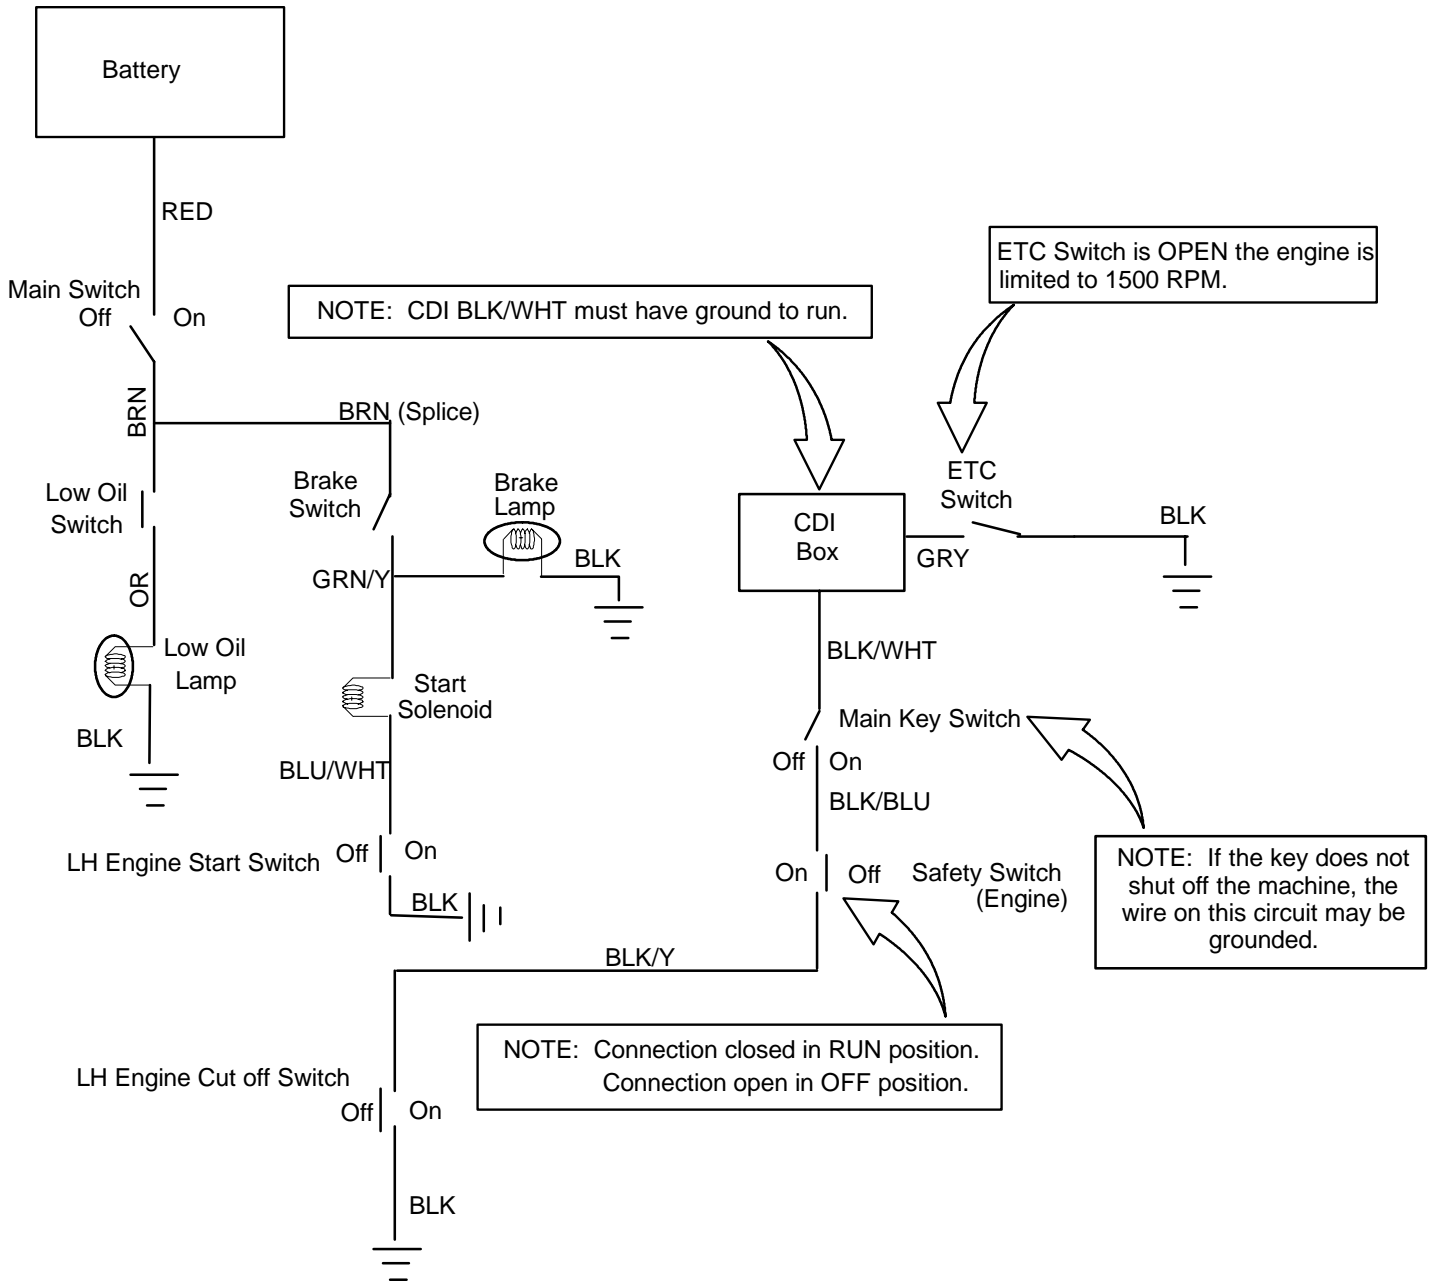 Battery
RED
Main Switch
Off
On
ETC Switch is OPEN the engine is
limited to 1500 RPM.
NOTE: CDI BLK/WHT must have ground to run.
BRN
BRN (Splice)
Low Oil
Switch
Brake
Switch
Brake
Lamp
ETC
Switch
CDI
Box
GRY
BLK
OR
GRN/Y
BLK
Low Oil
Lamp
BLK
Start
Solenoid
BLU/WHT
BLK/WHT
Main Key Switch
Off
On
BLK/BLU
LH Engine Start Switch
Off
On
BLK
On
Off
Safety Switch
(Engine)
NOTE: If the key does not
shut off the machine, the
wire on this circuit may be
grounded.
BLK/Y
NOTE: Connection closed in RUN position.
Connection open in OFF position.
LH Engine Cut off Switch
Off
On
BLK